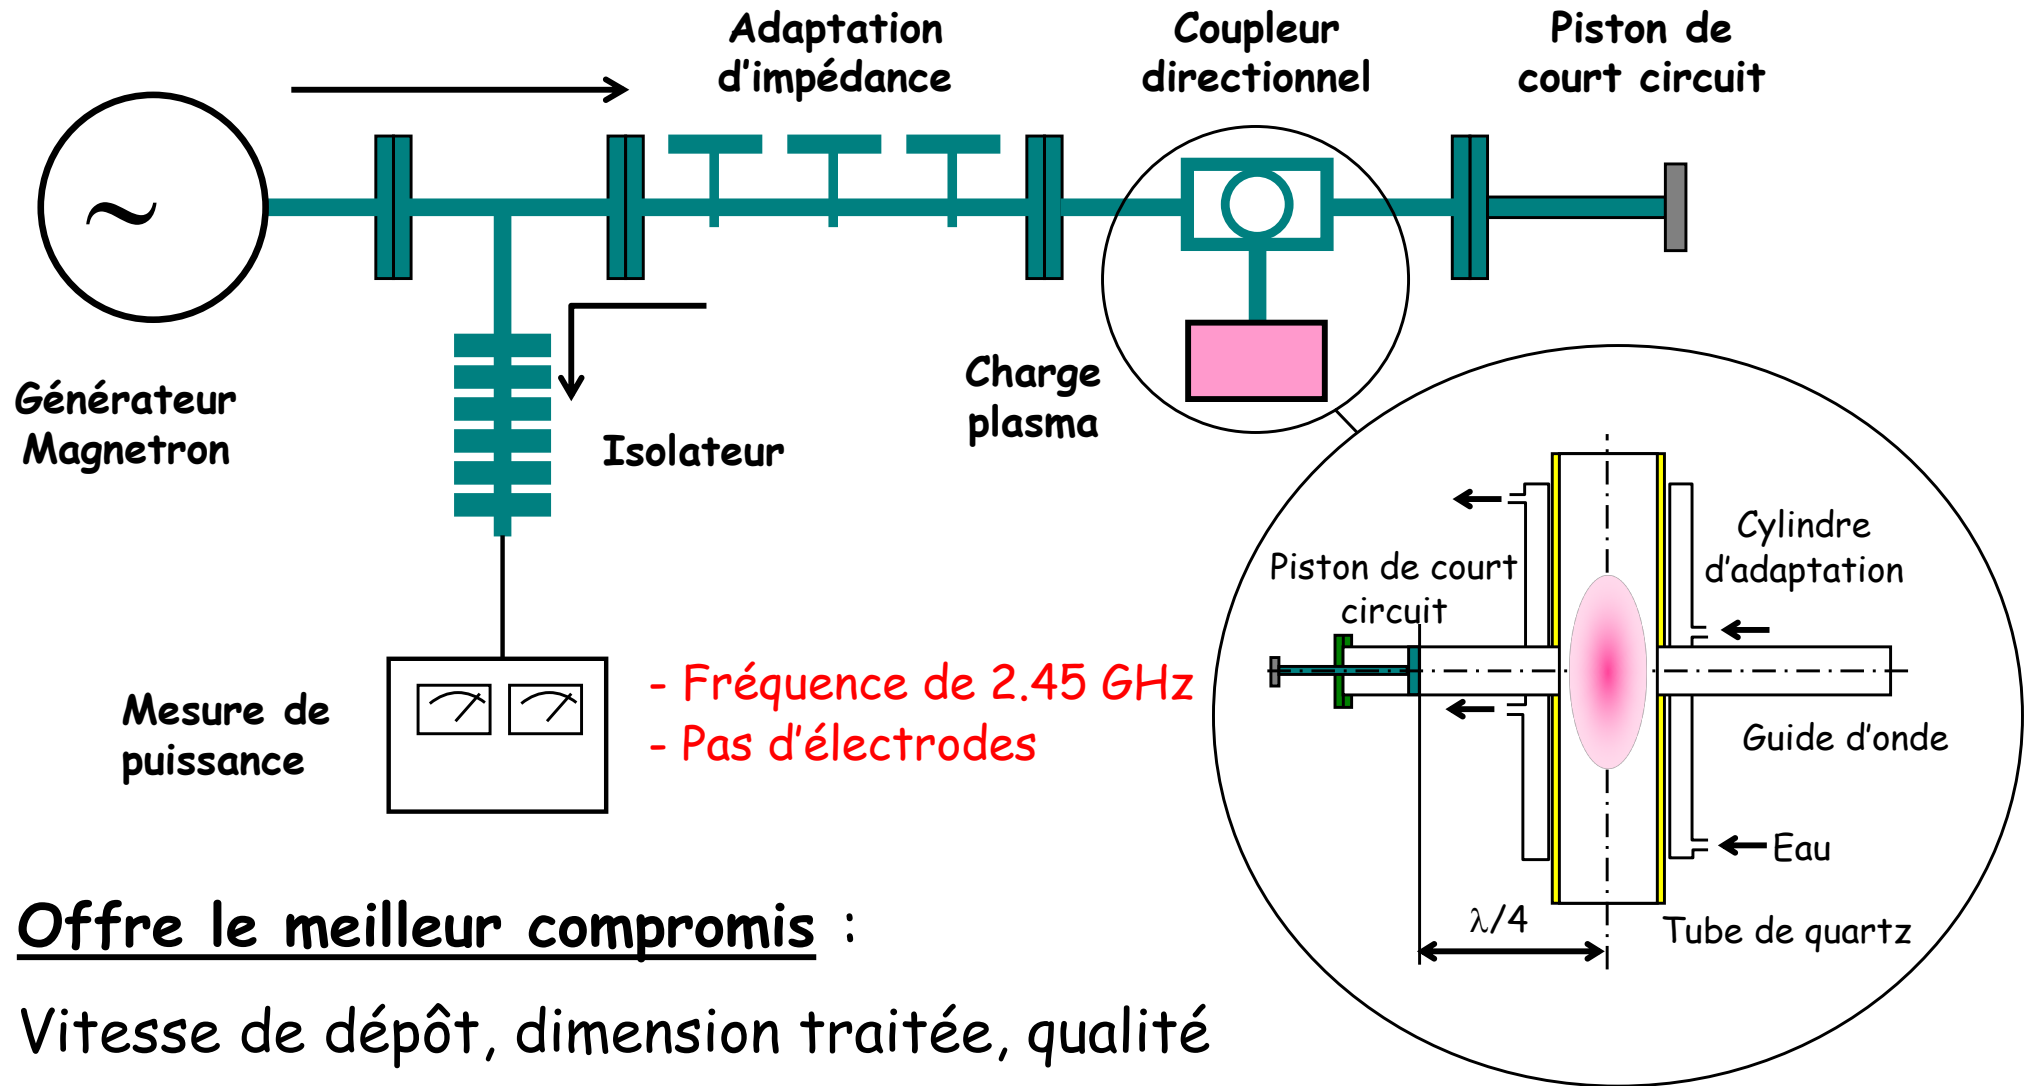 Adaptation
d'impédance
Coupleur
directionnel
Piston de
court circuit
~
Générateur
Magnetron
Isolateur
Charge
plasma
Mesure de
puissance
- Fréquence de 2.45 GHz
- Pas d'électrodes
Piston de court
circuit
Cylindre
d'adaptation
Guide d'onde
Eau
λ/4
Tube de quartz
Offre le meilleur compromis :
Vitesse de dépôt, dimension traitée, qualité